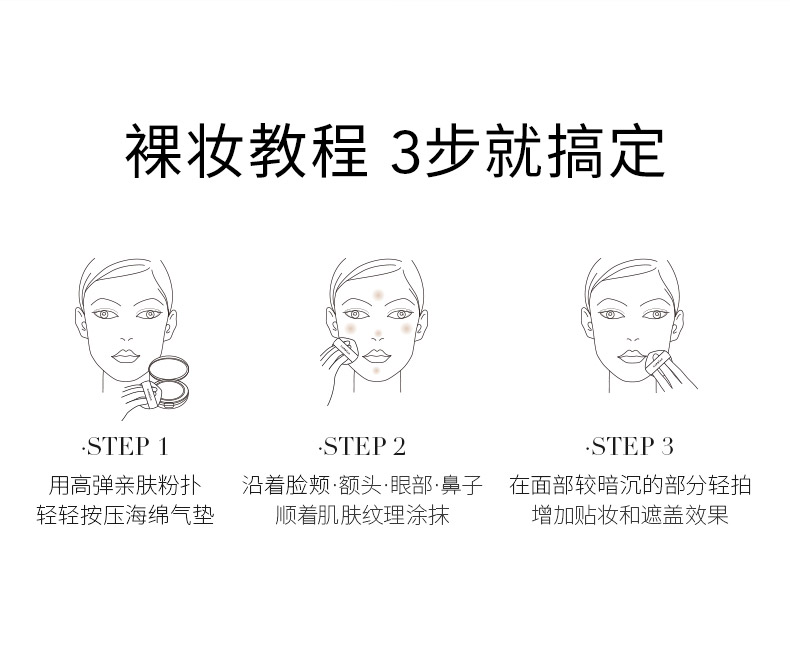 裸妆教程 3步就搞定
·STEP 1
用高弹亲肤粉扑
轻轻按压海绵气垫
·STEP 2
沿着脸颊·额头·眼部·鼻子
顺着肌肤纹理涂抹
·STEP 3
在面部较暗沉的部分轻拍
增加贴妆和遮盖效果